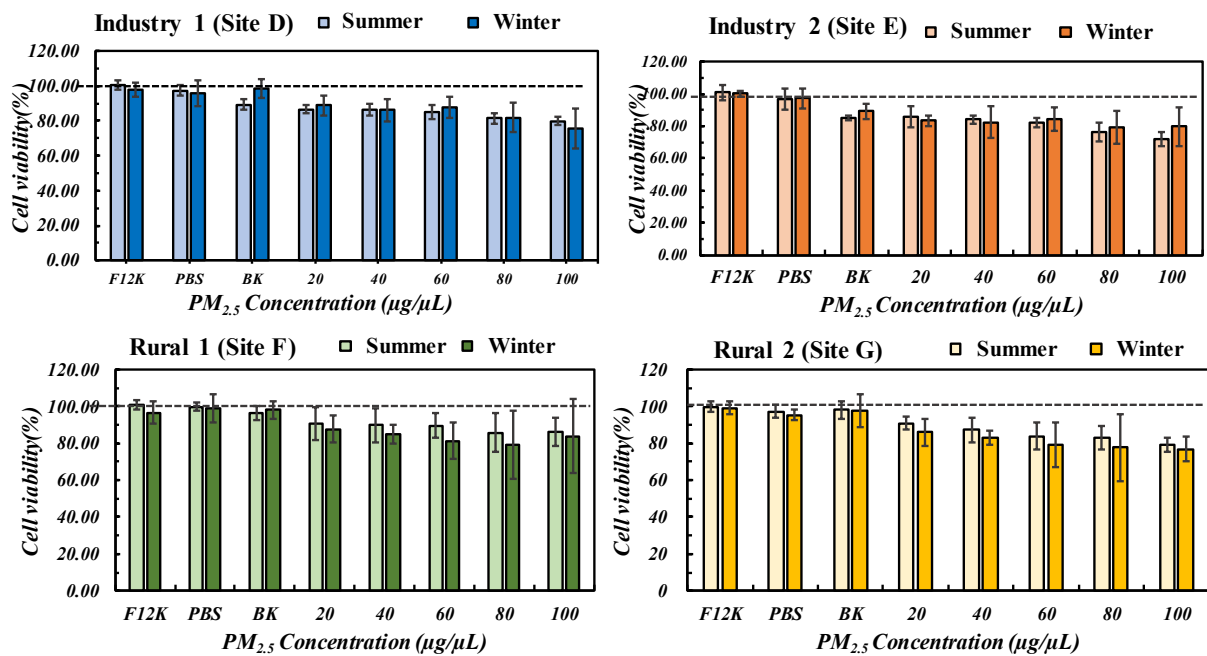 Industry 1 (Site D) Summer Winter
120.00
100.00
80.00
60.00
40.00
20.00
0.00
Cell viability(%)
F12K PBS BK 20 40 60 80 100
PM2.5 Concentration (µg/µL)
Industry 2 (Site E) Summer Winter
120.00
100.00
80.00
60.00
40.00
20.00
0.00
Cell viability(%)
F12K PBS BK 20 40 60 80 100
PM2.5 Concentration (µg/µL)
Rural 1 (Site F) Summer Winter
120.00
100.00
80.00
60.00
40.00
20.00
0.00
Cell viability(%)
F12K PBS BK 20 40 60 80 100
PM2.5 Concentration (µg/µL)
Rural 2 (Site G) Summer Winter
120
100
80
60
40
20
0
Cell viability(%)
F12K PBS BK 20 40 60 80 100
PM2.5 Concentration (µg/µL)